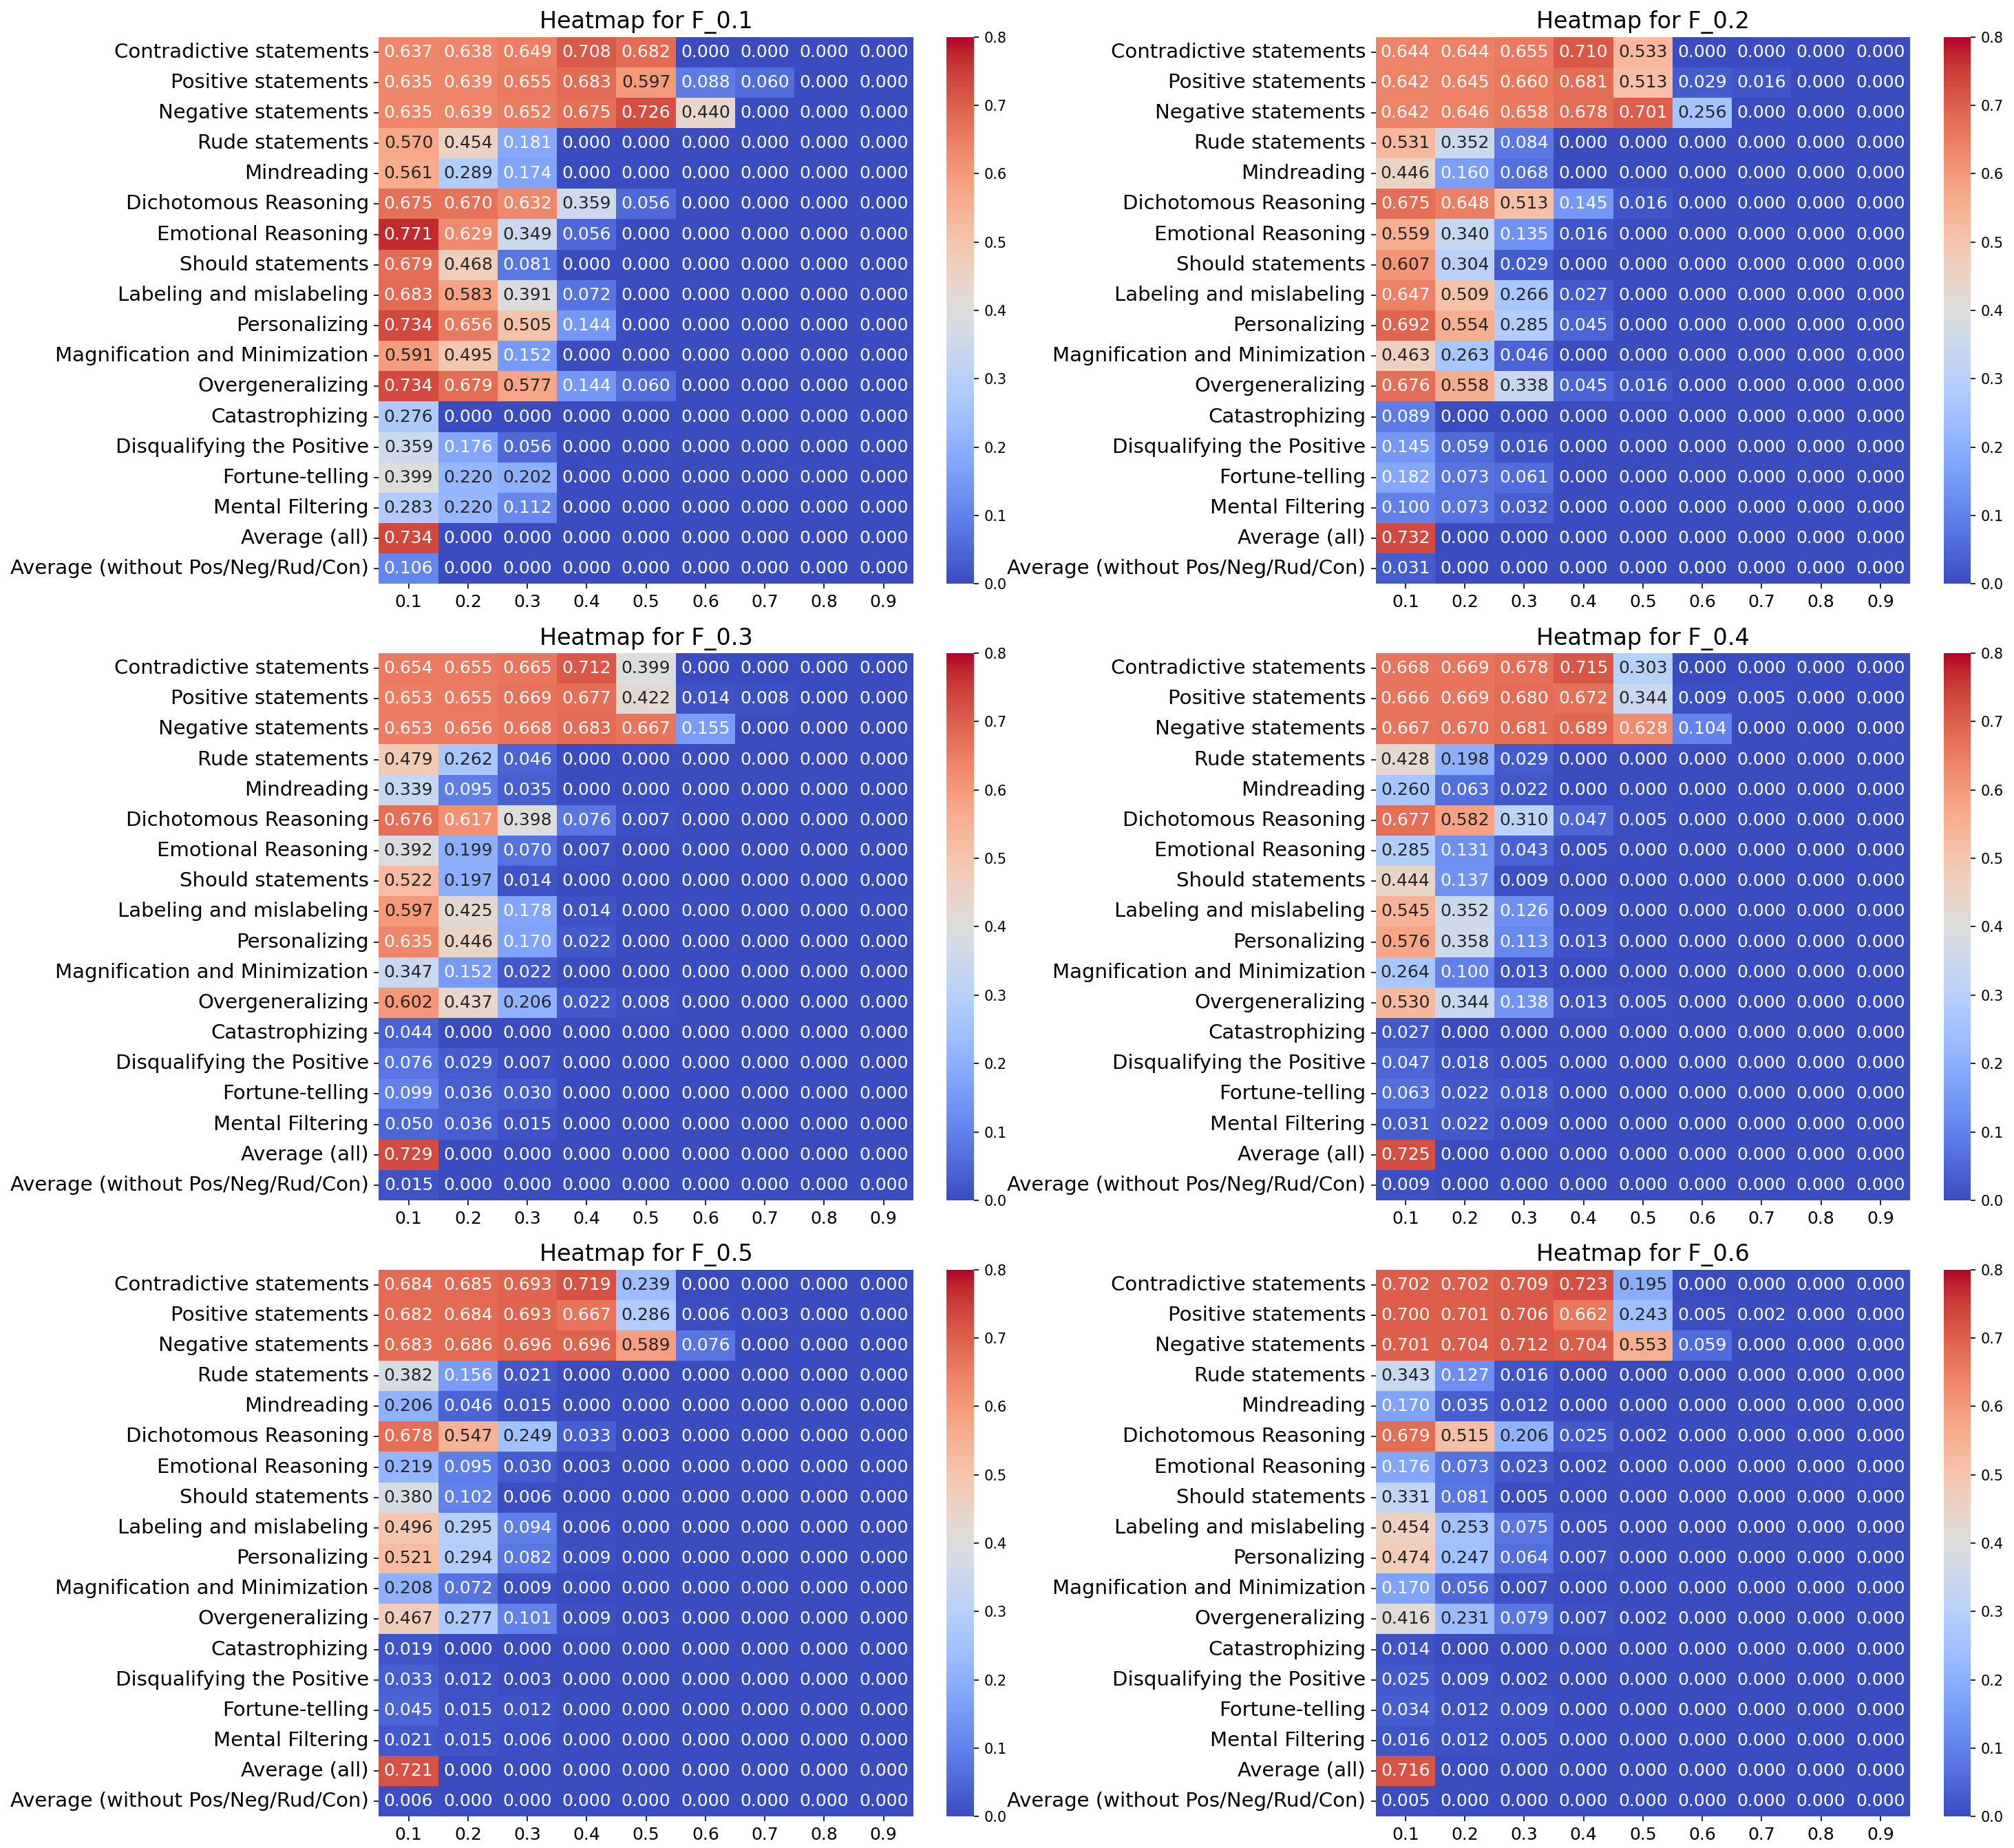 Heatmap for F_0.1
Contradictive statements 0.637 0.638 0.649 0.708 0.682 0.000 0.000 0.000 0.000
Positive statements 0.635 0.639 0.655 0.683 0.597 0.088 0.060 0.000 0.000
Negative statements 0.635 0.639 0.652 0.675 0.726 0.440 0.000 0.000 0.000
Rude statements 0.570 0.454 0.181 0.000 0.000 0.000 0.000 0.000 0.000
Mindreading 0.561 0.289 0.174 0.000 0.000 0.000 0.000 0.000 0.000
Dichotomous Reasoning 0.675 0.670 0.632 0.359 0.056 0.000 0.000 0.000 0.000
Emotional Reasoning 0.771 0.629 0.349 0.056 0.000 0.000 0.000 0.000 0.000
Should statements 0.679 0.468 0.081 0.000 0.000 0.000 0.000 0.000 0.000
Labeling and mislabeling 0.683 0.583 0.391 0.072 0.000 0.000 0.000 0.000 0.000
Personalizing 0.734 0.656 0.505 0.144 0.000 0.000 0.000 0.000 0.000
Magnification and Minimization 0.591 0.495 0.152 0.000 0.000 0.000 0.000 0.000 0.000
Overgeneralizing 0.734 0.679 0.577 0.144 0.060 0.000 0.000 0.000 0.000
Catastrophizing 0.276 0.000 0.000 0.000 0.000 0.000 0.000 0.000 0.000
Disqualifying the Positive 0.359 0.176 0.056 0.000 0.000 0.000 0.000 0.000 0.000
Fortune-telling 0.399 0.220 0.202 0.000 0.000 0.000 0.000 0.000 0.000
Mental Filtering 0.283 0.220 0.112 0.000 0.000 0.000 0.000 0.000 0.000
Average (all) 0.734 0.000 0.000 0.000 0.000 0.000 0.000 0.000 0.000
Average (without Pos/Neg/Rud/Con) 0.106 0.000 0.000 0.000 0.000 0.000 0.000 0.000 0.000
0.1 0.2 0.3 0.4 0.5 0.6 0.7 0.8 0.9
0.8
0.7
0.6
0.5
0.4
0.3
0.2
0.1
0.0
Heatmap for F_0.2
Contradictive statements 0.644 0.644 0.655 0.710 0.533 0.000 0.000 0.000 0.000
Positive statements 0.642 0.645 0.660 0.681 0.513 0.029 0.016 0.000 0.000
Negative statements 0.642 0.646 0.658 0.678 0.701 0.256 0.000 0.000 0.000
Rude statements 0.531 0.352 0.084 0.000 0.000 0.000 0.000 0.000 0.000
Mindreading 0.446 0.160 0.068 0.000 0.000 0.000 0.000 0.000 0.000
Dichotomous Reasoning 0.675 0.648 0.513 0.145 0.016 0.000 0.000 0.000 0.000
Emotional Reasoning 0.559 0.340 0.135 0.016 0.000 0.000 0.000 0.000 0.000
Should statements 0.607 0.304 0.029 0.000 0.000 0.000 0.000 0.000 0.000
Labeling and mislabeling 0.647 0.509 0.266 0.027 0.000 0.000 0.000 0.000 0.000
Personalizing 0.692 0.554 0.285 0.045 0.000 0.000 0.000 0.000 0.000
Magnification and Minimization 0.463 0.263 0.046 0.000 0.000 0.000 0.000 0.000 0.000
Overgeneralizing 0.676 0.558 0.338 0.045 0.016 0.000 0.000 0.000 0.000
Catastrophizing 0.089 0.000 0.000 0.000 0.000 0.000 0.000 0.000 0.000
Disqualifying the Positive 0.145 0.059 0.016 0.000 0.000 0.000 0.000 0.000 0.000
Fortune-telling 0.182 0.073 0.061 0.000 0.000 0.000 0.000 0.000 0.000
Mental Filtering 0.100 0.073 0.032 0.000 0.000 0.000 0.000 0.000 0.000
Average (all) 0.732 0.000 0.000 0.000 0.000 0.000 0.000 0.000 0.000
Average (without Pos/Neg/Rud/Con) 0.031 0.000 0.000 0.000 0.000 0.000 0.000 0.000 0.000
0.1 0.2 0.3 0.4 0.5 0.6 0.7 0.8 0.9
0.8
0.7
0.6
0.5
0.4
0.3
0.2
0.1
0.0
Heatmap for F_0.3
Contradictive statements 0.654 0.655 0.665 0.712 0.399 0.000 0.000 0.000 0.000
Positive statements 0.653 0.655 0.669 0.677 0.422 0.014 0.008 0.000 0.000
Negative statements 0.653 0.656 0.668 0.683 0.667 0.155 0.000 0.000 0.000
Rude statements 0.479 0.262 0.046 0.000 0.000 0.000 0.000 0.000 0.000
Mindreading 0.339 0.095 0.035 0.000 0.000 0.000 0.000 0.000 0.000
Dichotomous Reasoning 0.676 0.617 0.398 0.076 0.007 0.000 0.000 0.000 0.000
Emotional Reasoning 0.392 0.199 0.070 0.007 0.000 0.000 0.000 0.000 0.000
Should statements 0.522 0.197 0.014 0.000 0.000 0.000 0.000 0.000 0.000
Labeling and mislabeling 0.597 0.425 0.178 0.014 0.000 0.000 0.000 0.000 0.000
Personalizing 0.635 0.446 0.170 0.022 0.000 0.000 0.000 0.000 0.000
Magnification and Minimization 0.347 0.152 0.022 0.000 0.000 0.000 0.000 0.000 0.000
Overgeneralizing 0.602 0.437 0.206 0.022 0.008 0.000 0.000 0.000 0.000
Catastrophizing 0.044 0.000 0.000 0.000 0.000 0.000 0.000 0.000 0.000
Disqualifying the Positive 0.076 0.029 0.007 0.000 0.000 0.000 0.000 0.000 0.000
Fortune-telling 0.099 0.036 0.030 0.000 0.000 0.000 0.000 0.000 0.000
Mental Filtering 0.050 0.036 0.015 0.000 0.000 0.000 0.000 0.000 0.000
Average (all) 0.729 0.000 0.000 0.000 0.000 0.000 0.000 0.000 0.000
Average (without Pos/Neg/Rud/Con) 0.015 0.000 0.000 0.000 0.000 0.000 0.000 0.000 0.000
0.1 0.2 0.3 0.4 0.5 0.6 0.7 0.8 0.9
0.8
0.7
0.6
0.5
0.4
0.3
0.2
0.1
0.0
Heatmap for F_0.4
Contradictive statements 0.668 0.669 0.678 0.715 0.303 0.000 0.000 0.000 0.000
Positive statements 0.666 0.669 0.680 0.672 0.344 0.009 0.005 0.000 0.000
Negative statements 0.667 0.670 0.681 0.689 0.628 0.104 0.000 0.000 0.000
Rude statements 0.428 0.198 0.029 0.000 0.000 0.000 0.000 0.000 0.000
Mindreading 0.260 0.063 0.022 0.000 0.000 0.000 0.000 0.000 0.000
Dichotomous Reasoning 0.677 0.582 0.310 0.047 0.005 0.000 0.000 0.000 0.000
Emotional Reasoning 0.285 0.131 0.043 0.005 0.000 0.000 0.000 0.000 0.000
Should statements 0.444 0.137 0.009 0.000 0.000 0.000 0.000 0.000 0.000
Labeling and mislabeling 0.545 0.352 0.126 0.009 0.000 0.000 0.000 0.000 0.000
Personalizing 0.576 0.358 0.113 0.013 0.000 0.000 0.000 0.000 0.000
Magnification and Minimization 0.264 0.100 0.013 0.000 0.000 0.000 0.000 0.000 0.000
Overgeneralizing 0.530 0.344 0.138 0.013 0.005 0.000 0.000 0.000 0.000
Catastrophizing 0.027 0.000 0.000 0.000 0.000 0.000 0.000 0.000 0.000
Disqualifying the Positive 0.047 0.018 0.005 0.000 0.000 0.000 0.000 0.000 0.000
Fortune-telling 0.063 0.022 0.018 0.000 0.000 0.000 0.000 0.000 0.000
Mental Filtering 0.031 0.022 0.009 0.000 0.000 0.000 0.000 0.000 0.000
Average (all) 0.725 0.000 0.000 0.000 0.000 0.000 0.000 0.000 0.000
Average (without Pos/Neg/Rud/Con) 0.009 0.000 0.000 0.000 0.000 0.000 0.000 0.000 0.000
0.1 0.2 0.3 0.4 0.5 0.6 0.7 0.8 0.9
0.8
0.7
0.6
0.5
0.4
0.3
0.2
0.1
0.0
Heatmap for F_0.5
Contradictive statements 0.684 0.685 0.693 0.719 0.239 0.000 0.000 0.000 0.000
Positive statements 0.682 0.684 0.693 0.667 0.286 0.006 0.003 0.000 0.000
Negative statements 0.683 0.686 0.696 0.696 0.589 0.076 0.000 0.000 0.000
Rude statements 0.382 0.156 0.021 0.000 0.000 0.000 0.000 0.000 0.000
Mindreading 0.206 0.046 0.015 0.000 0.000 0.000 0.000 0.000 0.000
Dichotomous Reasoning 0.678 0.547 0.249 0.033 0.003 0.000 0.000 0.000 0.000
Emotional Reasoning 0.219 0.095 0.030 0.003 0.000 0.000 0.000 0.000 0.000
Should statements 0.380 0.102 0.006 0.000 0.000 0.000 0.000 0.000 0.000
Labeling and mislabeling 0.496 0.295 0.094 0.006 0.000 0.000 0.000 0.000 0.000
Personalizing 0.521 0.294 0.082 0.009 0.000 0.000 0.000 0.000 0.000
Magnification and Minimization 0.208 0.072 0.009 0.000 0.000 0.000 0.000 0.000 0.000
Overgeneralizing 0.467 0.277 0.101 0.009 0.003 0.000 0.000 0.000 0.000
Catastrophizing 0.019 0.000 0.000 0.000 0.000 0.000 0.000 0.000 0.000
Disqualifying the Positive 0.033 0.012 0.003 0.000 0.000 0.000 0.000 0.000 0.000
Fortune-telling 0.045 0.015 0.012 0.000 0.000 0.000 0.000 0.000 0.000
Mental Filtering 0.021 0.015 0.006 0.000 0.000 0.000 0.000 0.000 0.000
Average (all) 0.721 0.000 0.000 0.000 0.000 0.000 0.000 0.000 0.000
Average (without Pos/Neg/Rud/Con) 0.006 0.000 0.000 0.000 0.000 0.000 0.000 0.000 0.000
0.1 0.2 0.3 0.4 0.5 0.6 0.7 0.8 0.9
0.8
0.7
0.6
0.5
0.4
0.3
0.2
0.1
0.0
Heatmap for F_0.6
Contradictive statements 0.702 0.702 0.709 0.723 0.195 0.000 0.000 0.000 0.000
Positive statements 0.700 0.701 0.706 0.662 0.243 0.005 0.002 0.000 0.000
Negative statements 0.701 0.704 0.712 0.704 0.553 0.059 0.000 0.000 0.000
Rude statements 0.343 0.127 0.016 0.000 0.000 0.000 0.000 0.000 0.000
Mindreading 0.170 0.035 0.012 0.000 0.000 0.000 0.000 0.000 0.000
Dichotomous Reasoning 0.679 0.515 0.206 0.025 0.002 0.000 0.000 0.000 0.000
Emotional Reasoning 0.176 0.073 0.023 0.002 0.000 0.000 0.000 0.000 0.000
Should statements 0.331 0.081 0.005 0.000 0.000 0.000 0.000 0.000 0.000
Labeling and mislabeling 0.454 0.253 0.075 0.005 0.000 0.000 0.000 0.000 0.000
Personalizing 0.474 0.247 0.064 0.007 0.000 0.000 0.000 0.000 0.000
Magnification and Minimization 0.170 0.056 0.007 0.000 0.000 0.000 0.000 0.000 0.000
Overgeneralizing 0.416 0.231 0.079 0.007 0.002 0.000 0.000 0.000 0.000
Catastrophizing 0.014 0.000 0.000 0.000 0.000 0.000 0.000 0.000 0.000
Disqualifying the Positive 0.025 0.009 0.002 0.000 0.000 0.000 0.000 0.000 0.000
Fortune-telling 0.034 0.012 0.009 0.000 0.000 0.000 0.000 0.000 0.000
Mental Filtering 0.016 0.012 0.005 0.000 0.000 0.000 0.000 0.000 0.000
Average (all) 0.716 0.000 0.000 0.000 0.000 0.000 0.000 0.000 0.000
Average (without Pos/Neg/Rud/Con) 0.005 0.000 0.000 0.000 0.000 0.000 0.000 0.000 0.000
0.1 0.2 0.3 0.4 0.5 0.6 0.7 0.8 0.9
0.8
0.7
0.6
0.5
0.4
0.3
0.2
0.1
0.0